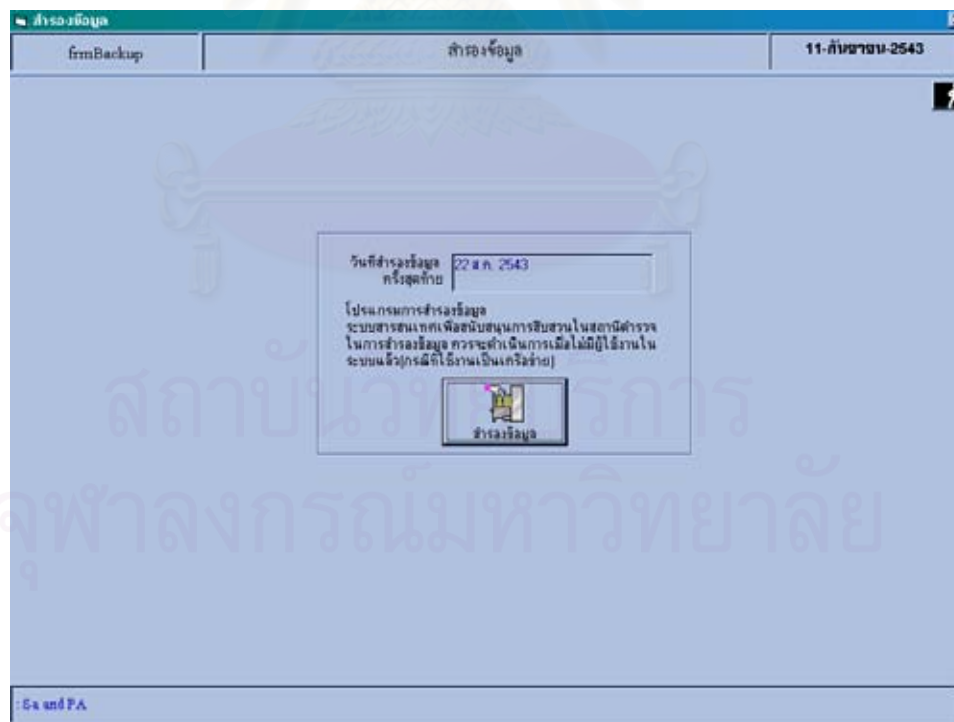 สำรองข้อมูล
frmBackup
สำรองข้อมูล
11-กันยายน-2543
วันที่สำรองข้อมูล
ครั้งสุดท้าย
22 ส.ค. 2543
โปรแกรมการสำรองข้อมูล
ระบบสารสนเทศเพื่อสนับสนุนการสืบสวนในสถานีตำรวจ
ในการสำรองข้อมูล ควรจะดำเนินการเมื่อไม่มีผู้ใช้งานใน
ระบบแล้ว(กรณีที่ใช้งานเป็นเครือข่าย)
สำรองข้อมูล
สถาบันวิทยบริการ
จุฬาลงกรณ์มหาวิทยาลัย
: Sa and PA